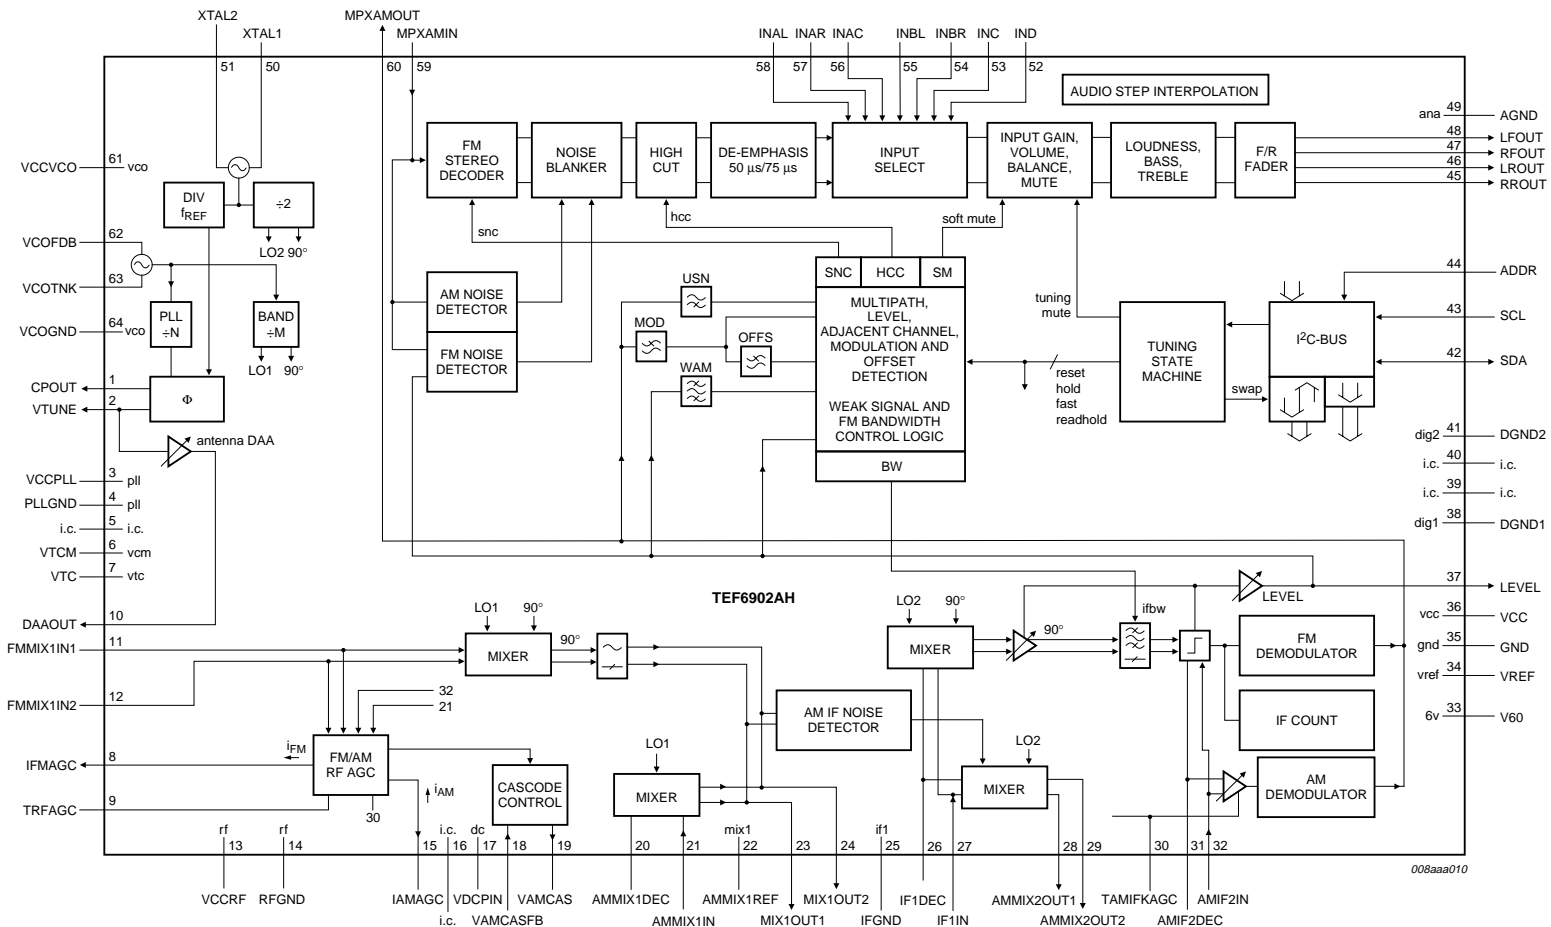 XTAL2
XTAL1
MPXAMOUT
MPXAMIN
INAL INAR INAC INBL INBR INC IND
51 50 60 59 58 57 56 55 54 53 52
AUDIO STEP INTERPOLATION
ana 49 AGND
48 LFOUT
47 RFOUT
46 LROUT
45 RROUT
VCCVCO 61 vco
FM
STEREO
DECODER
NOISE
BLANKER
HIGH
CUT
DE-EMPHASIS
50 μs/75 μs
INPUT
SELECT
INPUT GAIN,
VOLUME,
BALANCE,
MUTE
LOUDNESS,
BASS,
TREBLE
F/R
FADER
DIV
fREF
÷2
LO2 90°
snc
hcc
soft mute
VCOFDB 62
VCOTNK 63
VCOGND 64 vco
PLL
÷N
BAND
÷M
LO1 90°
AM NOISE
DETECTOR
FM NOISE
DETECTOR
USN
MOD
OFFS
WAM
SNC HCC SM
MULTIPATH,
LEVEL,
ADJACENT CHANNEL,
MODULATION AND
OFFSET
DETECTION
WEAK SIGNAL AND
FM BANDWIDTH
CONTROL LOGIC
BW
tuning
mute
reset
hold
fast
readhold
TUNING
STATE
MACHINE
swap
I2C-BUS
44 ADDR
43 SCL
42 SDA
CPOUT 1
VTUNE 2
Φ
antenna DAA
dig2 41 DGND2
i.c. 40 i.c.
i.c. 39 i.c.
dig1 38 DGND1
VCCPLL 3 pll
PLLGND 4 pll
i.c. 5 i.c.
VTCM 6 vcm
VTC 7 vtc
DAAOUT 10
FMMIX1IN1 11
FMMIX1IN2 12
IFMAGC 8
TRFAGC 9
TEF6902AH
LO1 90°
MIXER
90°
LO2 90°
MIXER
90°
ifbw
LEVEL
37 LEVEL
vcc 36 VCC
gnd 35 GND
vref 34 VREF
6v 33 V60
FM
DEMODULATOR
IF COUNT
AM
DEMODULATOR
32
21
iFM
FM/AM
RF AGC
iAM
30
CASCODE
CONTROL
LO1
MIXER
AM IF NOISE
DETECTOR
LO2
MIXER
rf rf i.c. dc mix1 if1
13 14 15 16 17 18 19 20 21 22 23 24 25 26 27 28 29 30 31 32
008aaa010
VCCRF RFGND IAMAGC VDCPIN VAMCAS AMMIX1DEC AMMIX1REF MIX1OUT2 IF1DEC AMMIX2OUT1 TAMIFKAGC AMIF2IN
i.c. VAMCASFB AMMIX1IN MIX1OUT1 IFGND IF1IN AMMIX2OUT2 AMIF2DEC